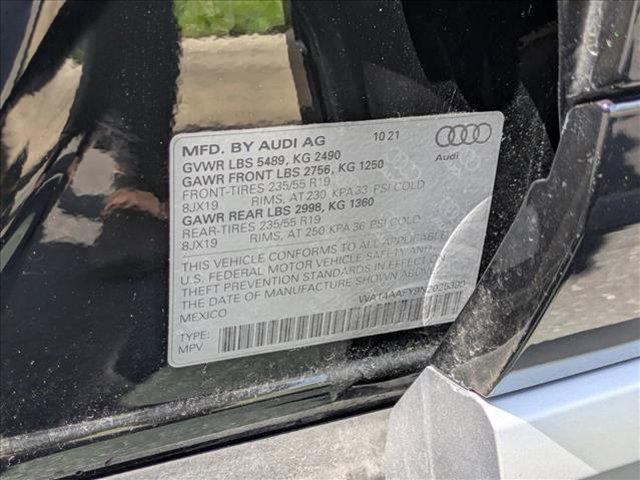 MFD. BY AUDI AG 10 21
GVWR LBS 5489, KG 2490
GAWR FRONT LBS 2756, KG 1250
FRONT-TIRES 235/55 R19
8JX19 RIMS, AT 230 KPA 33 PSI COLD
GAWR REAR LBS 2998, KG 1360
REAR-TIRES 235/55 R19
8JX19 RIMS, AT 250 KPA 36 PSI COLD
Audi
THIS VEHICLE CONFORMS TO ALL APPLICABLE
U.S. FEDERAL MOTOR VEHICLE SAFETY AND
THEFT PREVENTION STANDARDS IN EFFECT ON
THE DATE OF MANUFACTURE SHOWN ABOVE.
MEXICO
TYPE:
MPV